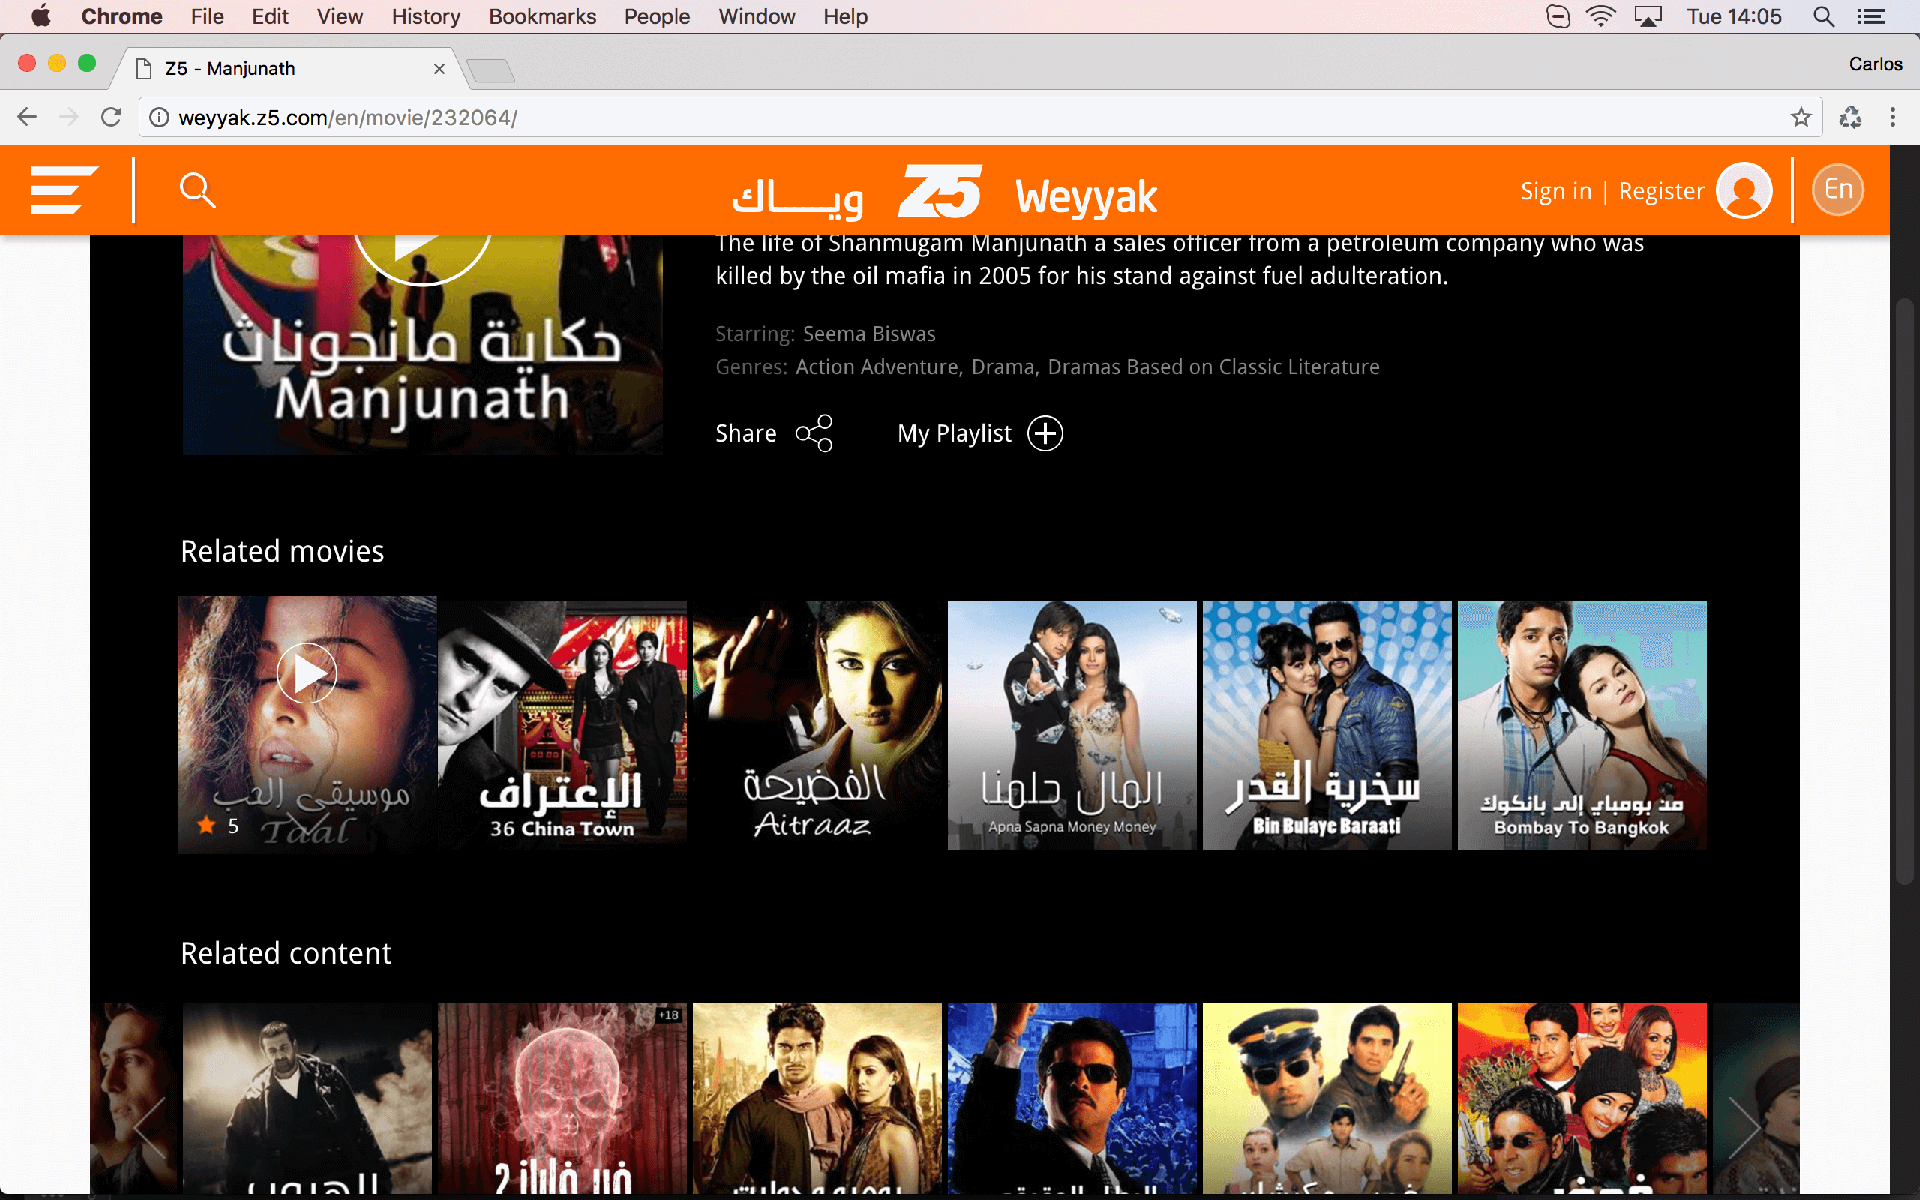 Chrome File Edit View History Bookmarks People Window Help Tue 14:05
Z5 - Manjunath
Carlos
weyyak.z5.com/en/movie/232064/
وياك Z5 Weyyak
Sign in | Register
En
The life of Shanmugam Manjunath a sales officer from a petroleum company who was
killed by the oil mafia in 2005 for his stand against fuel adulteration.
حكاية مانجوناث
Manjunath
Starring: Seema Biswas
Genres: Action Adventure, Drama, Dramas Based on Classic Literature
Share My Playlist
Related movies
موسيقى الحب
5 Taal
الإعتراف
36 China Town
الفضيحة
Aitraaz
المال حلمنا
Apna Sapna Money Money
سخرية القدر
Bin Bulaye Baraati
من بومباي إلى بانكوك
Bombay To Bangkok
Related content
+18